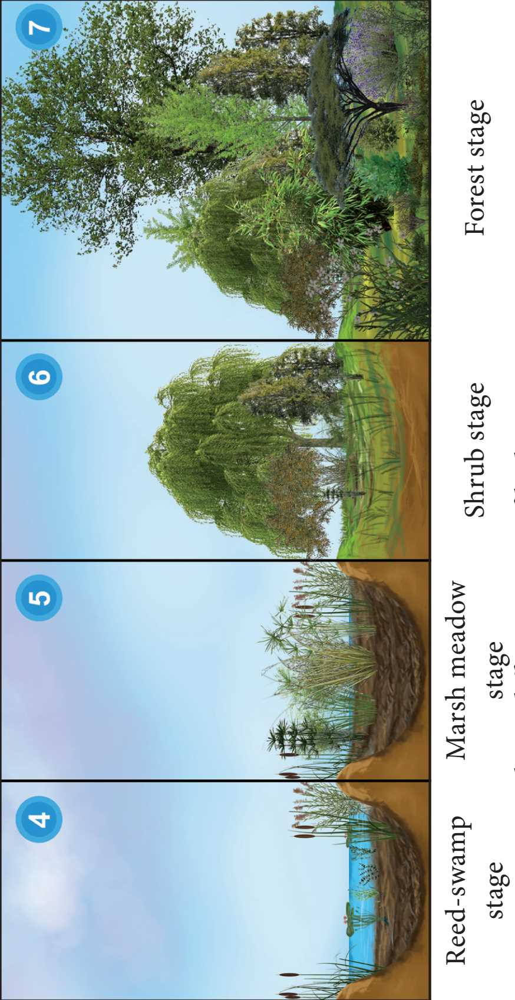 4
5
6
7
Reed-swamp
stage
Marsh meadow
stage
Shrub stage
Forest stage